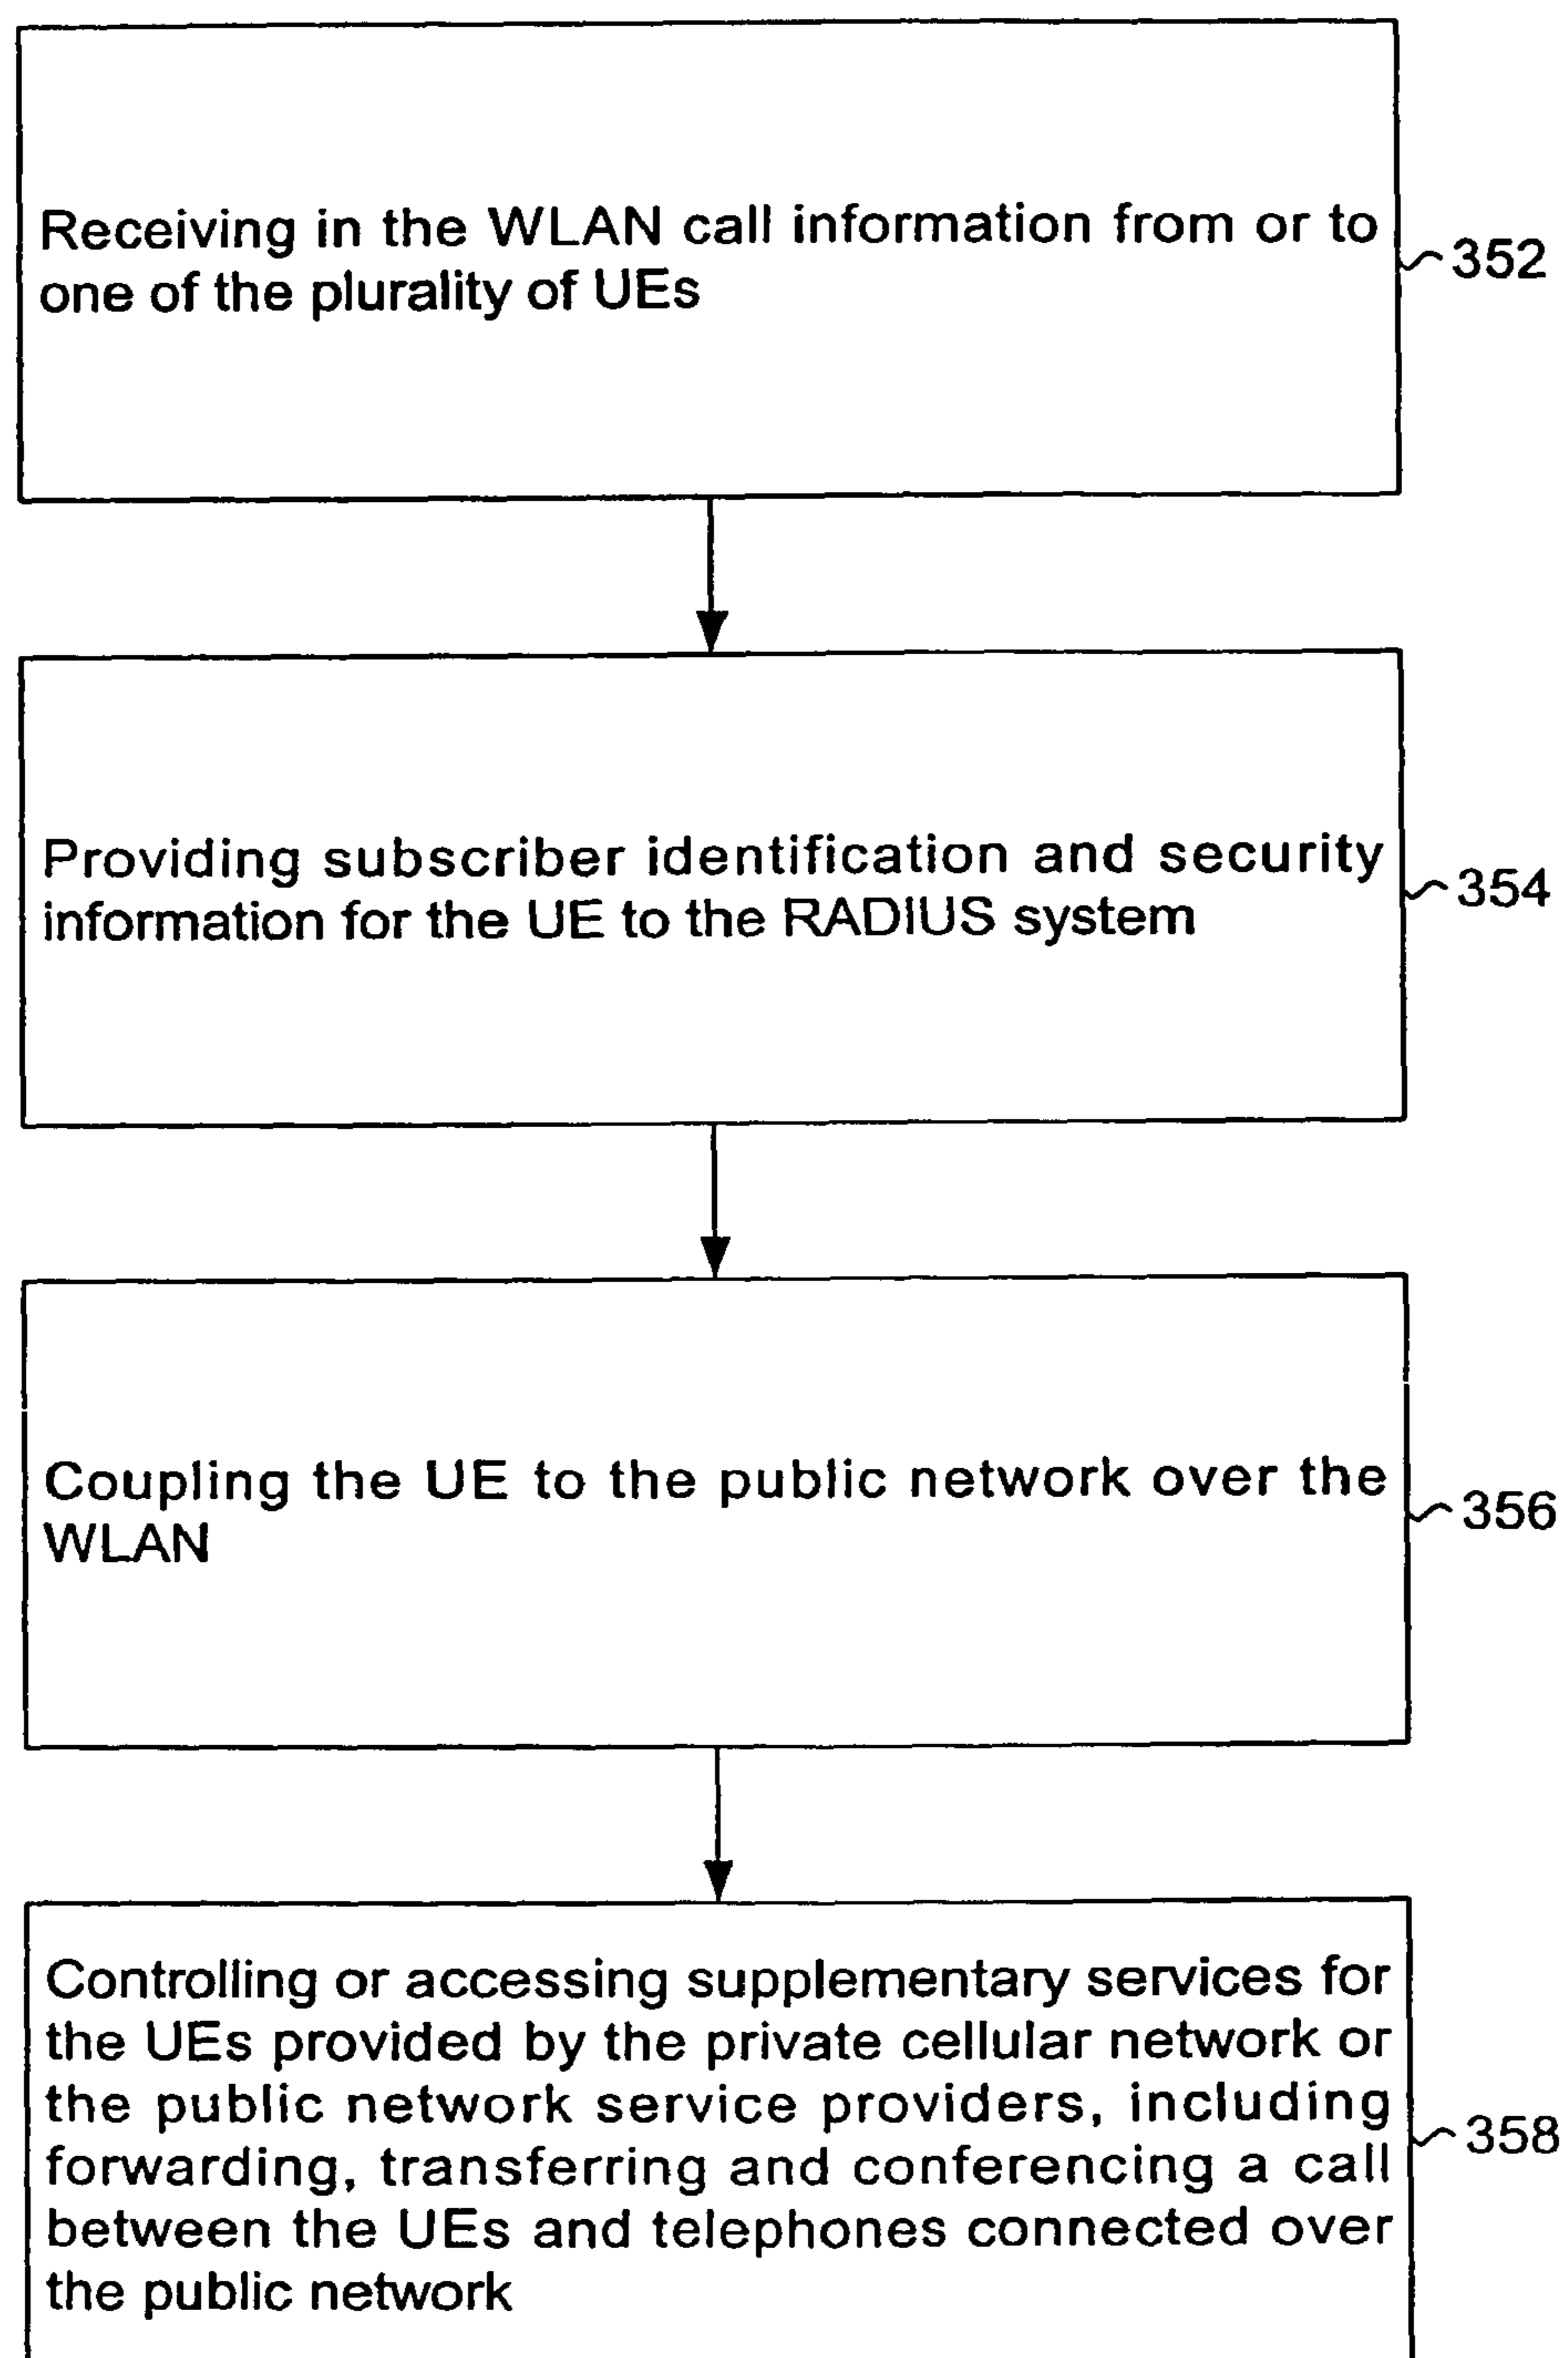 Receiving in the WLAN call information from or to
one of the plurality of UEs
352
Providing subscriber identification and security
information for the UE to the RADIUS system
354
Coupling the UE to the public network over the
WLAN
356
Controlling or accessing supplementary services for
the UEs provided by the private cellular network or
the public network service providers, including
forwarding, transferring and conferencing a call
between the UEs and telephones connected over
the public network
358